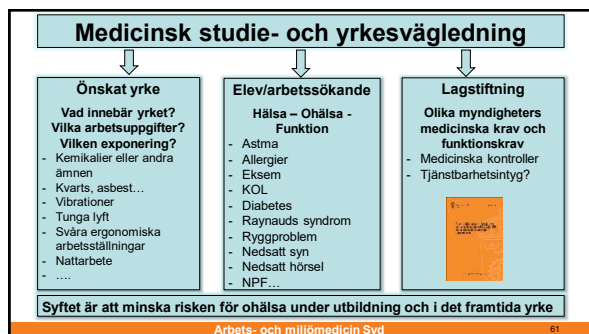 Medicinsk studie- och yrkesvägledning
Önskat yrke
Vad innebär yrket?
Vilka arbetsuppgifter?
Vilken exponering?
- Kemikalier eller andra
ämnen
- Kvarts, asbest…
- Vibrationer
- Tunga lyft
- Svåra ergonomiska
arbetsställningar
- Nattarbete
- ….
Elev/arbetssökande
Hälsa – Ohälsa -
Funktion
- Astma
- Allergier
- Eksem
- KOL
- Diabetes
- Raynauds syndrom
- Ryggproblem
- Nedsatt syn
- Nedsatt hörsel
- NPF…
Lagstiftning
Olika myndigheters
medicinska krav och
funktionskrav
- Medicinska kontroller
- Tjänstbarhetsintyg?
Syftet är att minska risken för ohälsa under utbildning och i det framtida yrke
Arbets- och miljömedicin Syd
61